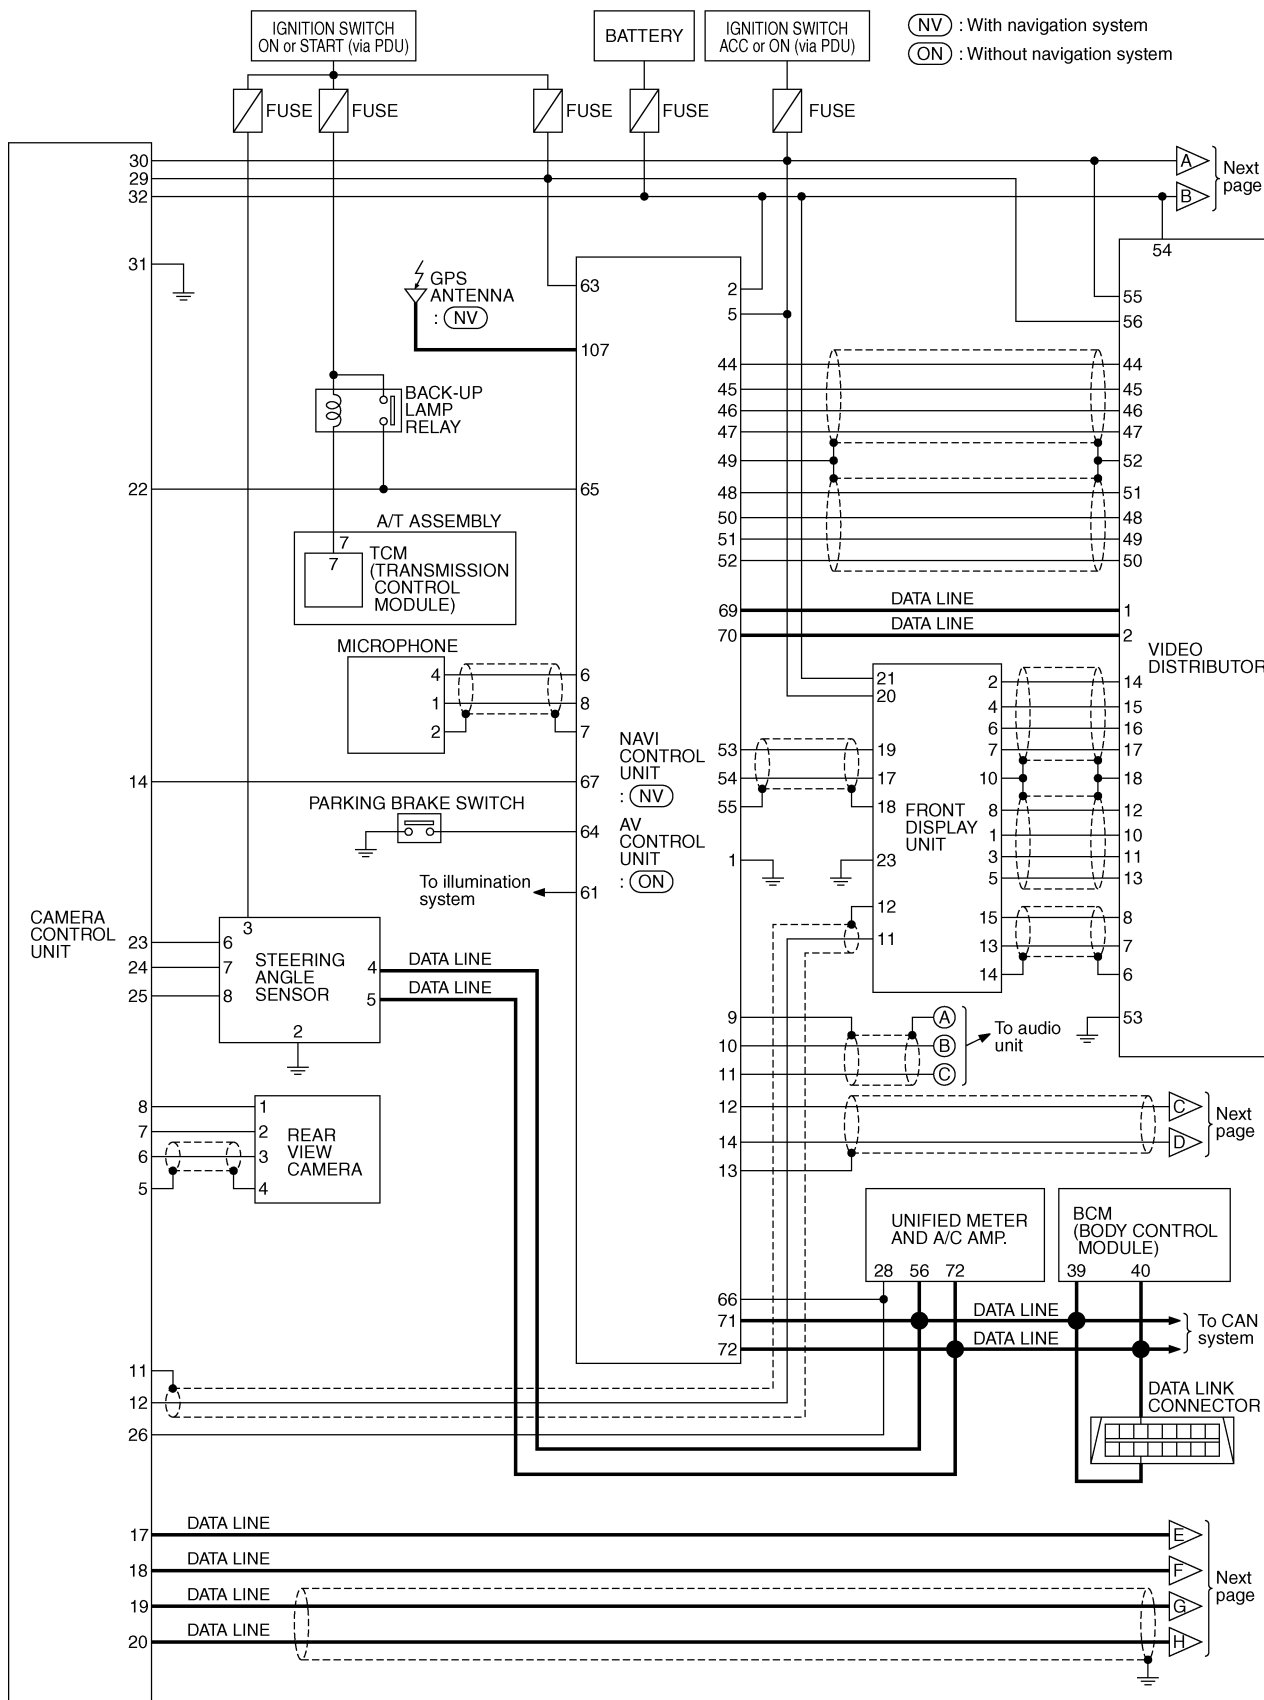 IGNITION SWITCH
ON or START (via PDU)
BATTERY
IGNITION SWITCH
ACC or ON (via PDU)
NV : With navigation system
ON : Without navigation system
FUSE
FUSE
FUSE
FUSE
FUSE
30
29
32
A
B
Next
page
54
31
GPS
ANTENNA
: NV
63
107
2
5
55
56
44
45
46
47
49
48
50
51
52
44
45
46
47
52
51
48
49
50
BACK-UP
LAMP
RELAY
22
65
A/T ASSEMBLY
7
7
TCM
(TRANSMISSION
CONTROL
MODULE)
69
DATA LINE
1
70
DATA LINE
2
VIDEO
DISTRIBUTOR
MICROPHONE
4
1
2
6
8
7
21
20
19
17
18
23
12
11
FRONT
DISPLAY
UNIT
2
4
6
7
10
8
1
3
5
15
13
14
14
15
16
17
18
12
10
11
13
8
7
6
53
NAVI
CONTROL
UNIT
: NV
AV
CONTROL
UNIT
: ON
53
54
55
1
14
67
PARKING BRAKE SWITCH
64
To illumination
system
61
CAMERA
CONTROL
UNIT
23
24
25
3
6
7
8
STEERING
ANGLE
SENSOR
4
5
2
DATA LINE
DATA LINE
9
10
11
A
B
C
To audio
unit
8
7
6
5
1
2
3
4
REAR
VIEW
CAMERA
12
14
13
C
D
Next
page
UNIFIED METER
AND A/C AMP.
28
56
72
BCM
(BODY CONTROL
MODULE)
39
40
66
71
72
DATA LINE
DATA LINE
To CAN
system
DATA LINK
CONNECTOR
11
12
26
17
DATA LINE
E
18
DATA LINE
F
19
DATA LINE
G
20
DATA LINE
H
Next
page